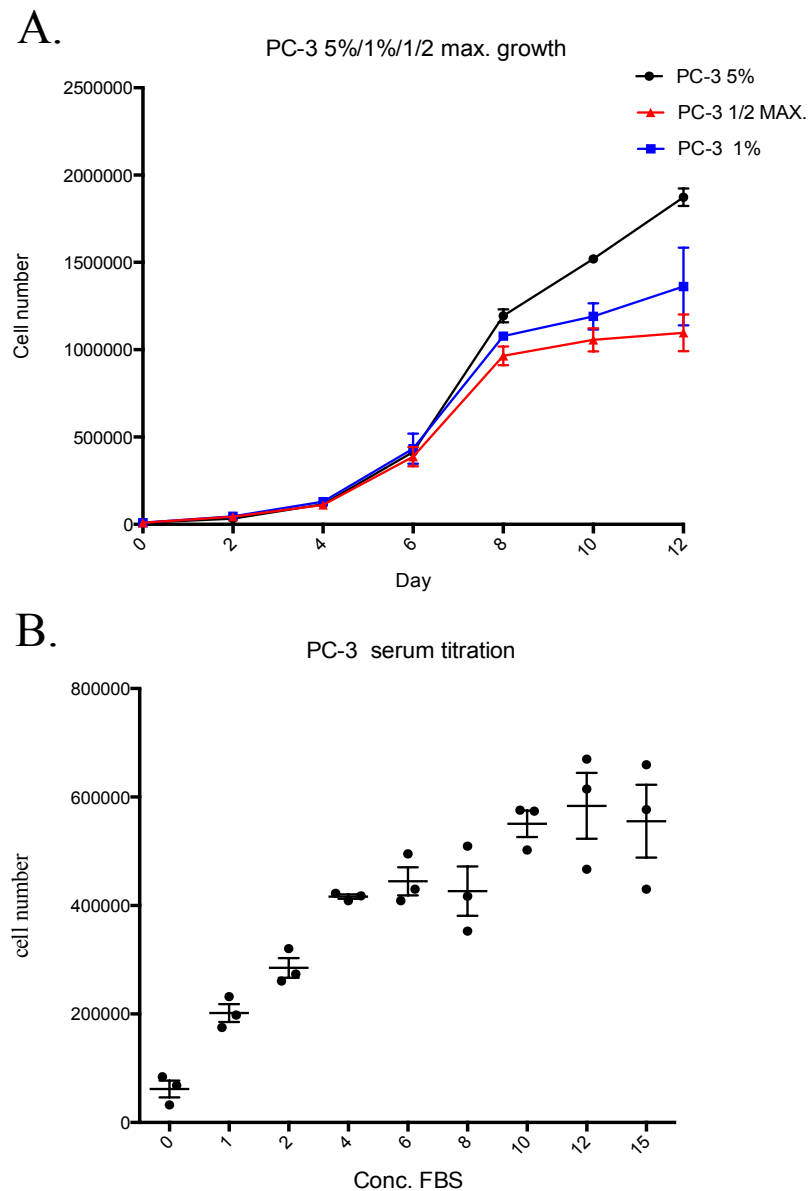 A.
PC-3 5%/1%/1/2 max. growth
PC-3 5%
PC-3 1/2 MAX.
PC-3 1%
2500000
2000000
1500000
1000000
500000
0
Cell number
0 2 4 6 8 10 12
Day
B.
PC-3 serum titration
800000
600000
400000
200000
0
cell number
0 1 2 4 6 8 10 12 15
Conc. FBS